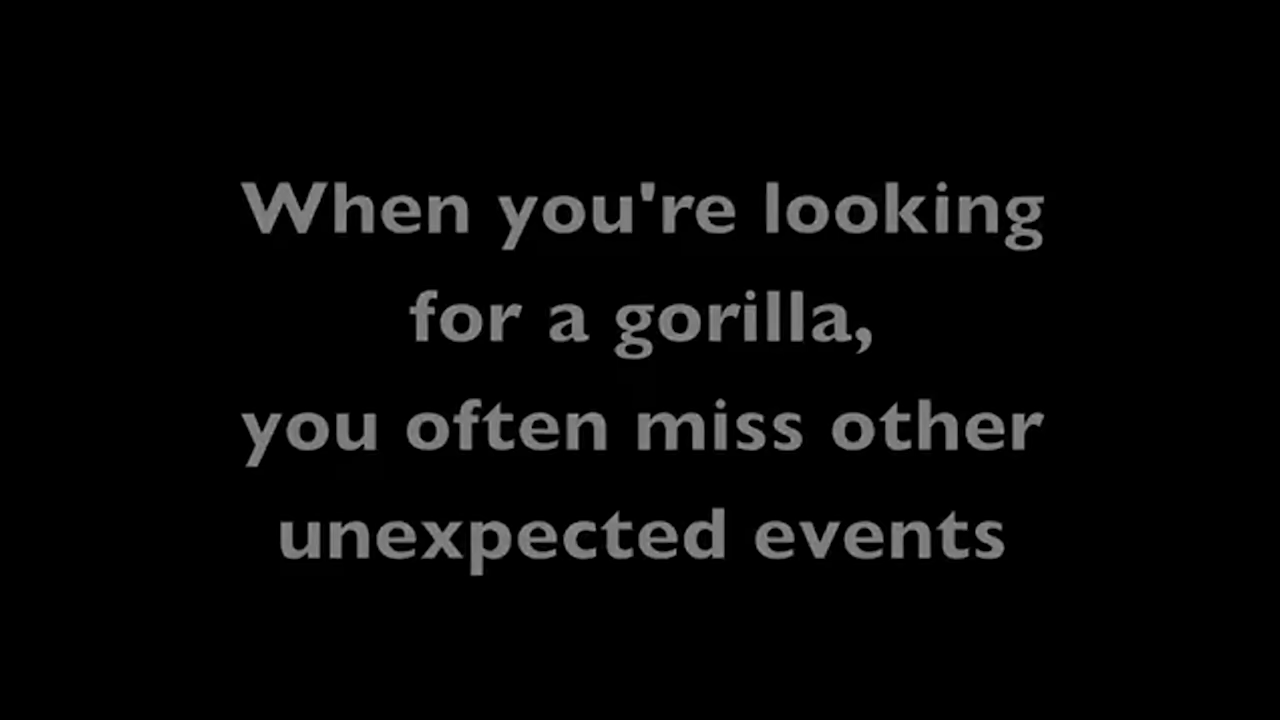 When you're looking
for a gorilla,
you often miss other
unexpected events